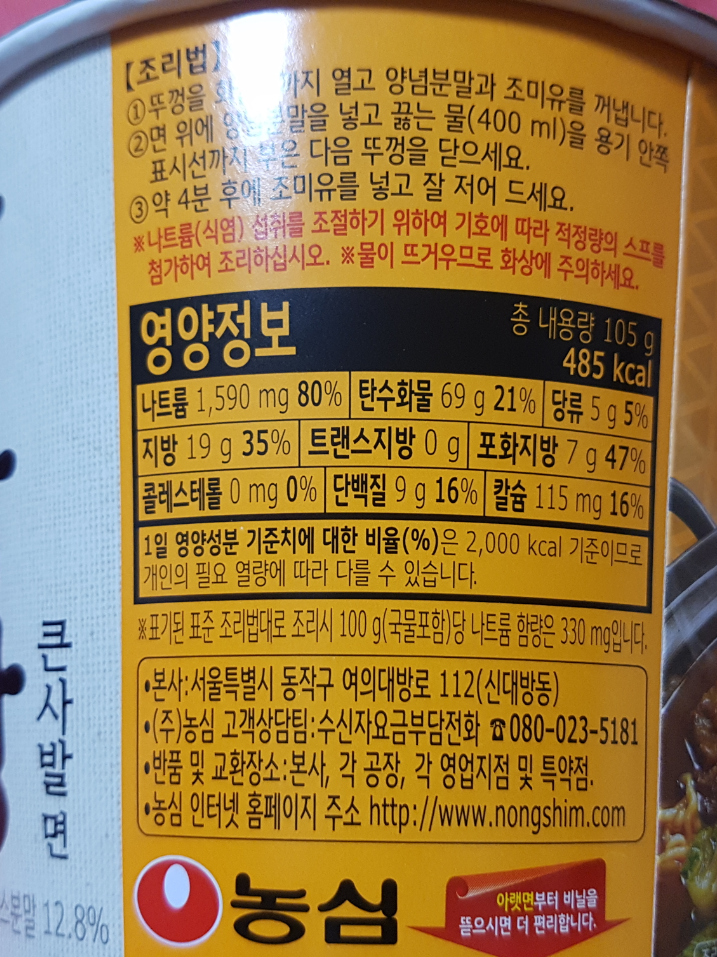 【조리법】
①뚜껑을 까지 열고 양념분말과 조미유를 꺼냅니다.
②면 위에 넣고 끓는 물(400 ml)을 용기 안쪽
표시선까지 부은 다음 뚜껑을 닫으세요.
③약 4분 후에 조미유를 넣고 잘 저어 드세요.
※나트륨(식염) 섭취를 조절하기 위하여 기호에 따라 적정량의 스프를
첨가하여 조리하십시오. ※물이 뜨거우므로 화상에 주의하세요.
영양정보
총 내용량 105 g
485 kcal
나트륨 1,590 mg 80% 탄수화물 69 g 21% 당류 5 g 5%
지방 19 g 35% 트랜스지방 0 g 포화지방 7 g 47%
콜레스테롤 0 mg 0% 단백질 9 g 16% 칼슘 115 mg 16%
1일 영양성분 기준치에 대한 비율(%)은 2,000 kcal 기준이므로
개인의 필요 열량에 따라 다를 수 있습니다.
※표기된 표준 조리법대로 조리시 100 g(국물포함)당 나트륨 함량은 330 mg입니다.
•본사:서울특별시 동작구 여의대방로 112(신대방동)
•(주)농심 고객상담팀:수신자요금부담전화 ☎080-023-5181
•반품 및 교환장소:본사, 각 공장, 각 영업지점 및 특약점.
•농심 인터넷 홈페이지 주소 http://www.nongshim.com
농심
아랫면부터 비닐을
뜯으시면 더 편리합니다.
큰사발면
분말 12.8%